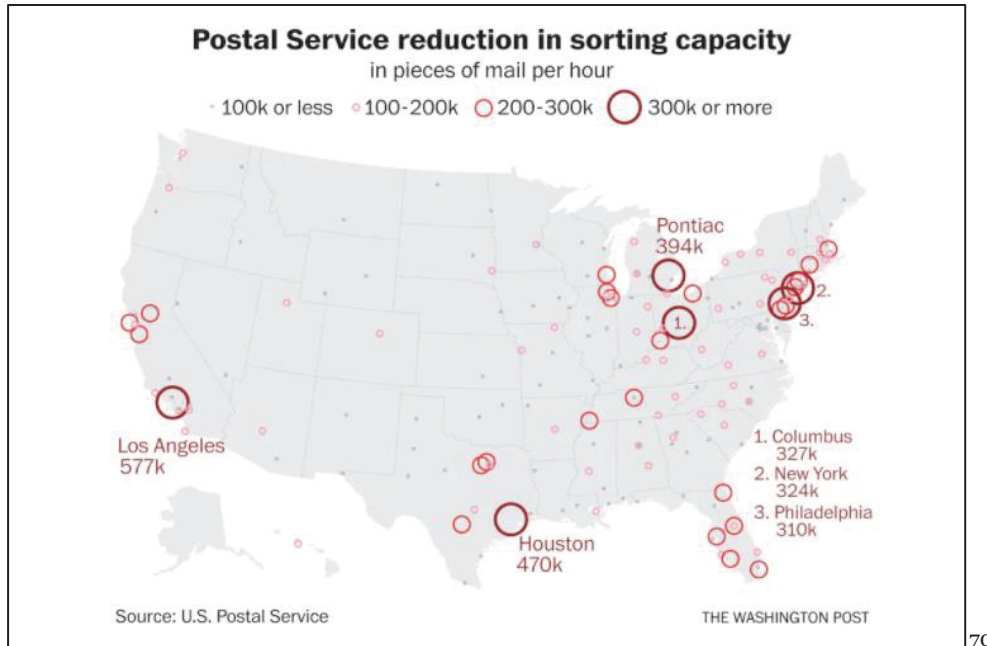 Postal Service reduction in sorting capacity
in pieces of mail per hour
100k or less 100-200k 200-300k 300k or more
Pontiac
394k
1.
2.
3.
Los Angeles
577k
1. Columbus
327k
2. New York
324k
3. Philadelphia
310k
Houston
470k
Source: U.S. Postal Service
THE WASHINGTON POST
79